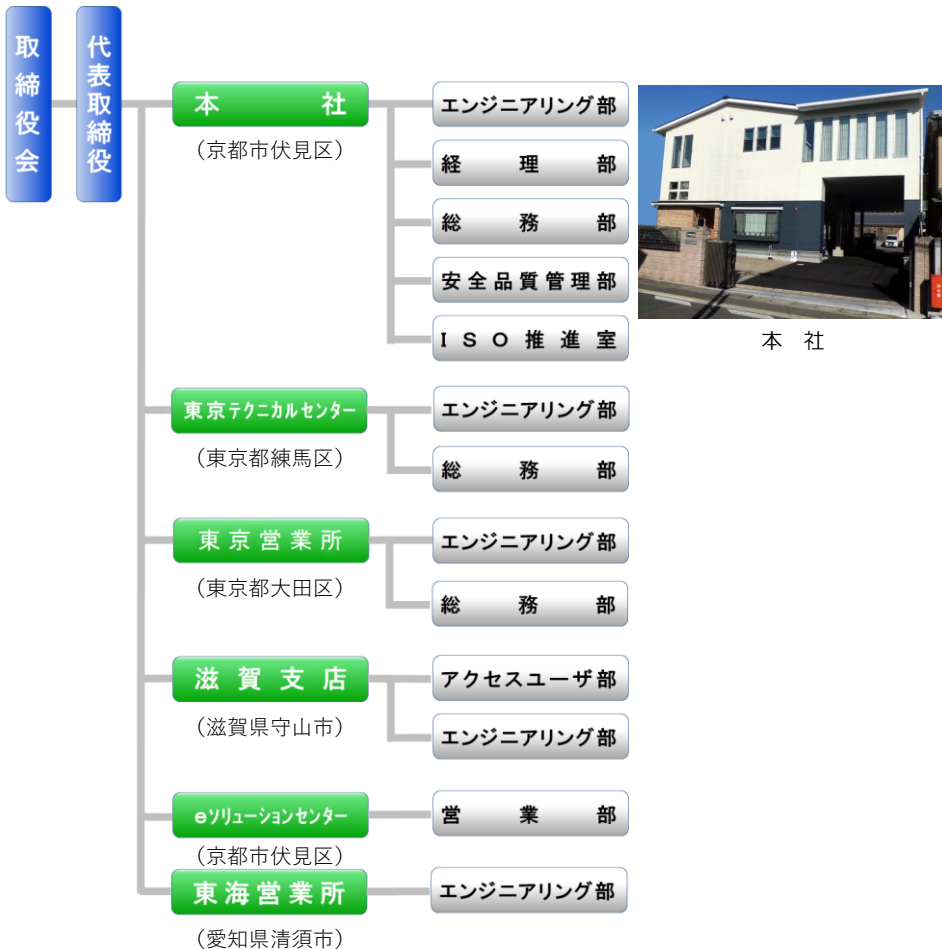 取締役会
代表取締役
本社
(京都市伏見区)
エンジニアリング部
経理部
総務部
安全品質管理部
ISO推進室
本社
東京テクニカルセンター
(東京都練馬区)
エンジニアリング部
総務部
東京営業所
(東京都大田区)
エンジニアリング部
総務部
滋賀支店
(滋賀県守山市)
アクセスユーザ部
エンジニアリング部
eソリューションセンター
(京都市伏見区)
営業部
東海営業所
(愛知県清須市)
エンジニアリング部